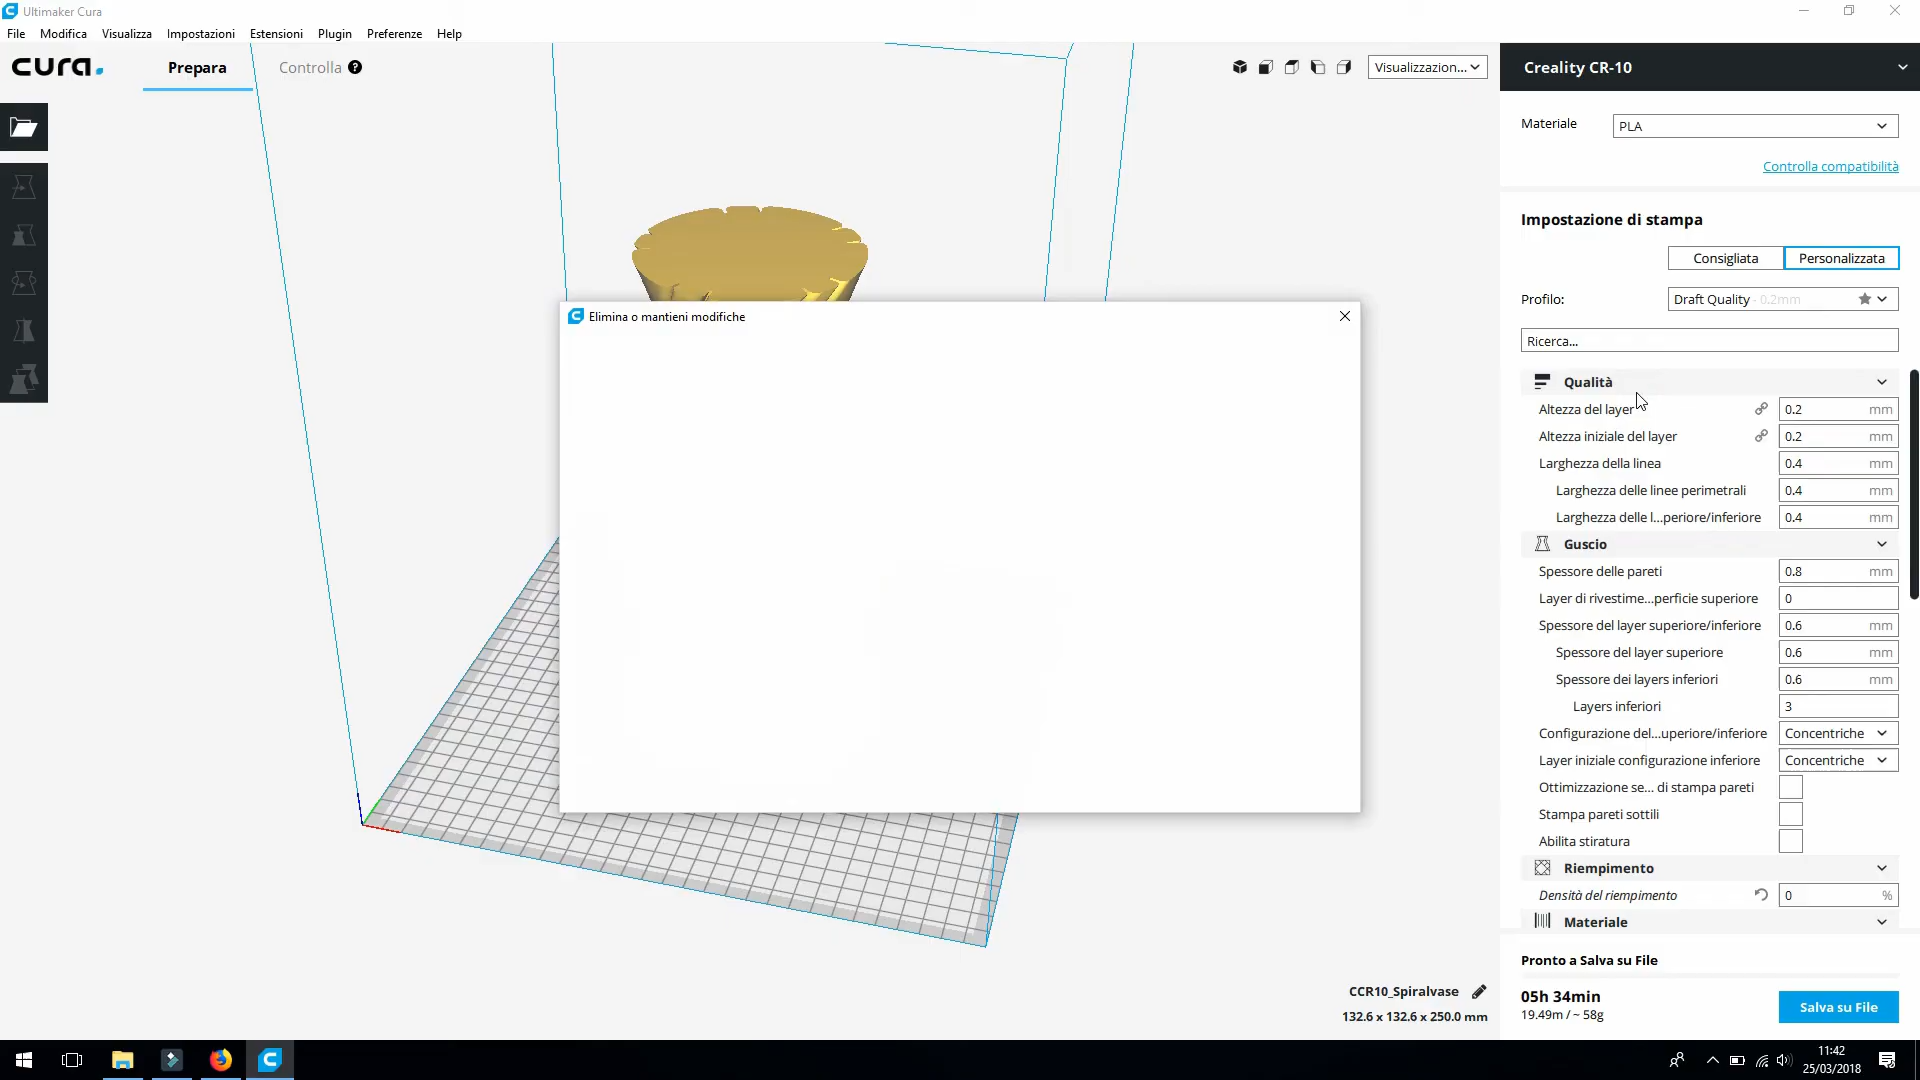 Ultimaker Cura
File Modifica Visualizza Impostazioni Estensioni Plugin Preferenze Help
cura.
Prepara
Controlla ?
Visualizzazion...
Creality CR-10
Materiale
PLA
Controlla compatibilità
Impostazione di stampa
Consigliata
Personalizzata
Profilo:
Draft Quality - 0.2mm
Ricerca...
Elimina o mantieni modifiche
Qualità
Altezza del layer 0.2 mm
Altezza iniziale del layer 0.2 mm
Larghezza della linea 0.4 mm
Larghezza delle linee perimetrali 0.4 mm
Larghezza delle l...periore/inferiore 0.4 mm
Guscio
Spessore delle pareti 0.8 mm
Layer di rivestime...perficie superiore 0
Spessore del layer superiore/inferiore 0.6 mm
Spessore del layer superiore 0.6 mm
Spessore dei layers inferiori 0.6 mm
Layers inferiori 3
Configurazione del...uperiore/inferiore Concentriche
Layer iniziale configurazione inferiore Concentriche
Ottimizzazione se... di stampa pareti
Stampa pareti sottili
Abilita stiratura
Riempimento
Densità del riempimento 0 %
Materiale
Pronto a Salva su File
05h 34min
19.49m / ~ 58g
Salva su File
CCR10_Spiralvase
132.6 x 132.6 x 250.0 mm
11:42
25/03/2018